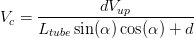 V_c = \frac{dV_{up}}{L_{tube} \sin(\alpha) \cos(\alpha) + d}